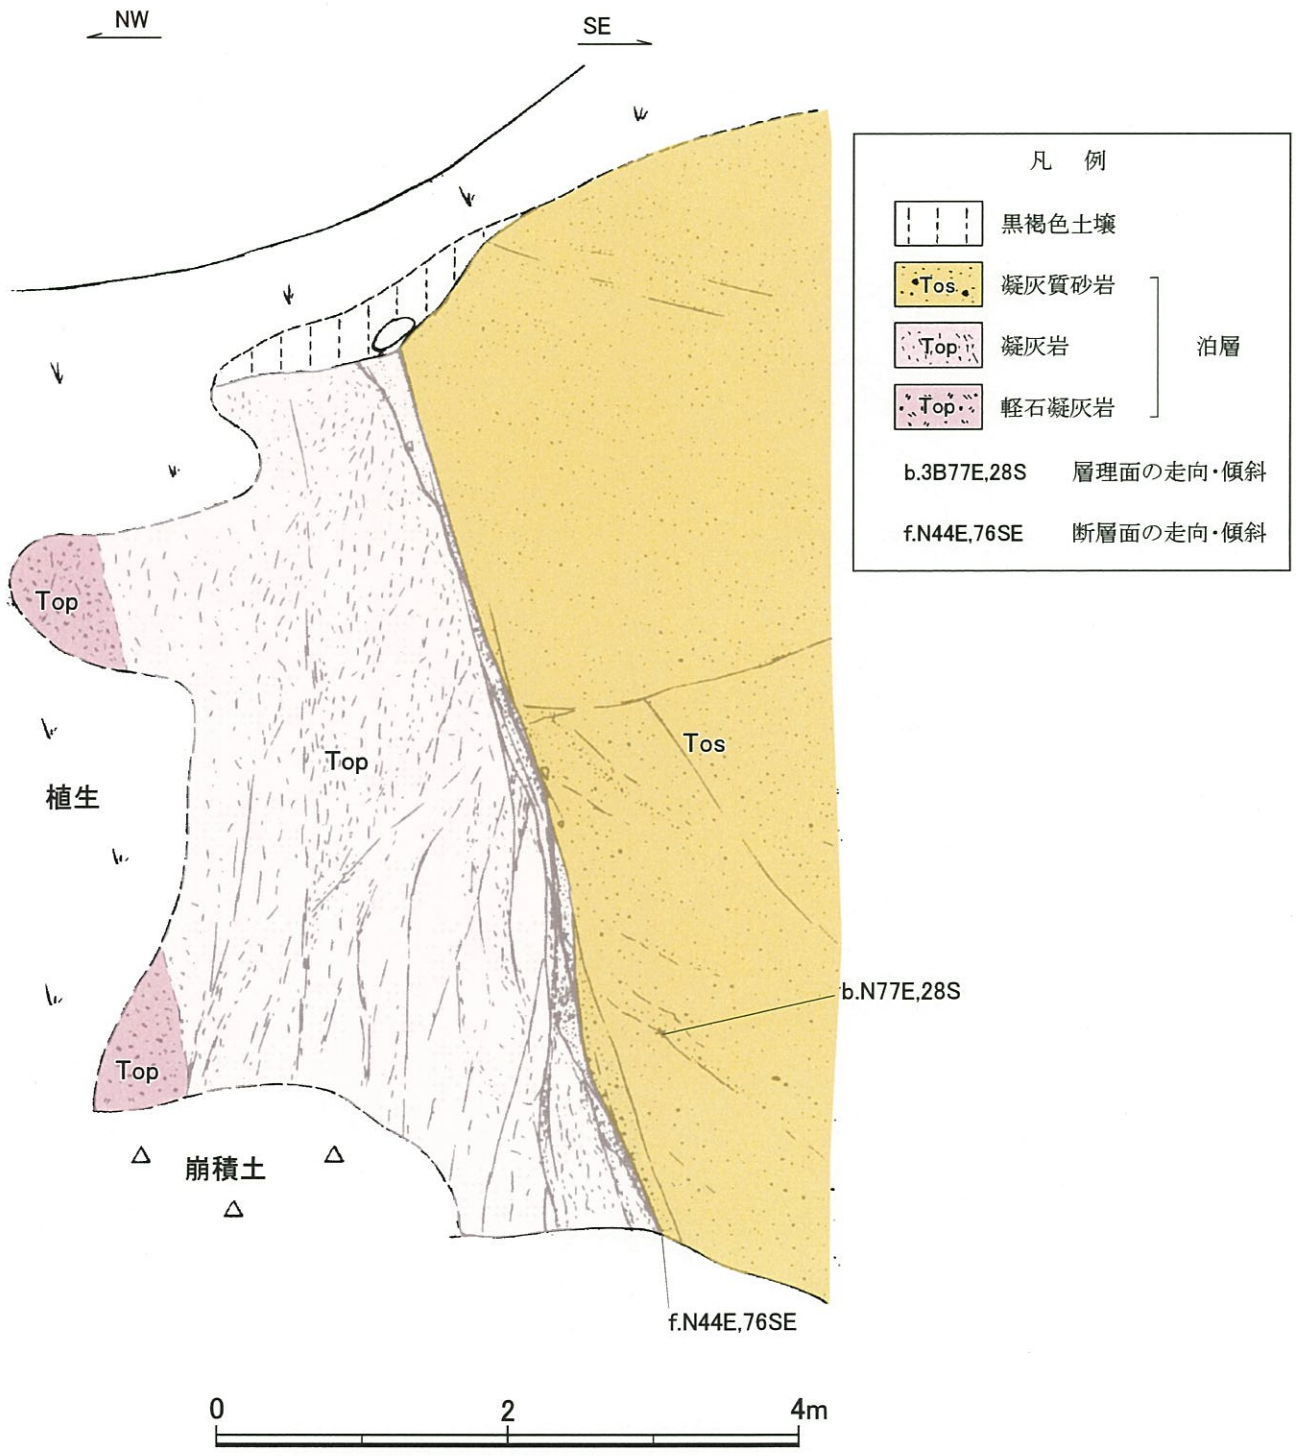 NW
SE
凡 例
黒褐色土壌
Tos
凝灰質砂岩
Top
凝灰岩
泊層
Top
軽石凝灰岩
b.3B77E,28S 層理面の走向・傾斜
f.N44E,76SE 断層面の走向・傾斜
Top
Tos
Top
植生
b.N77E,28S
Top
崩積土
f.N44E,76SE
0 2 4m